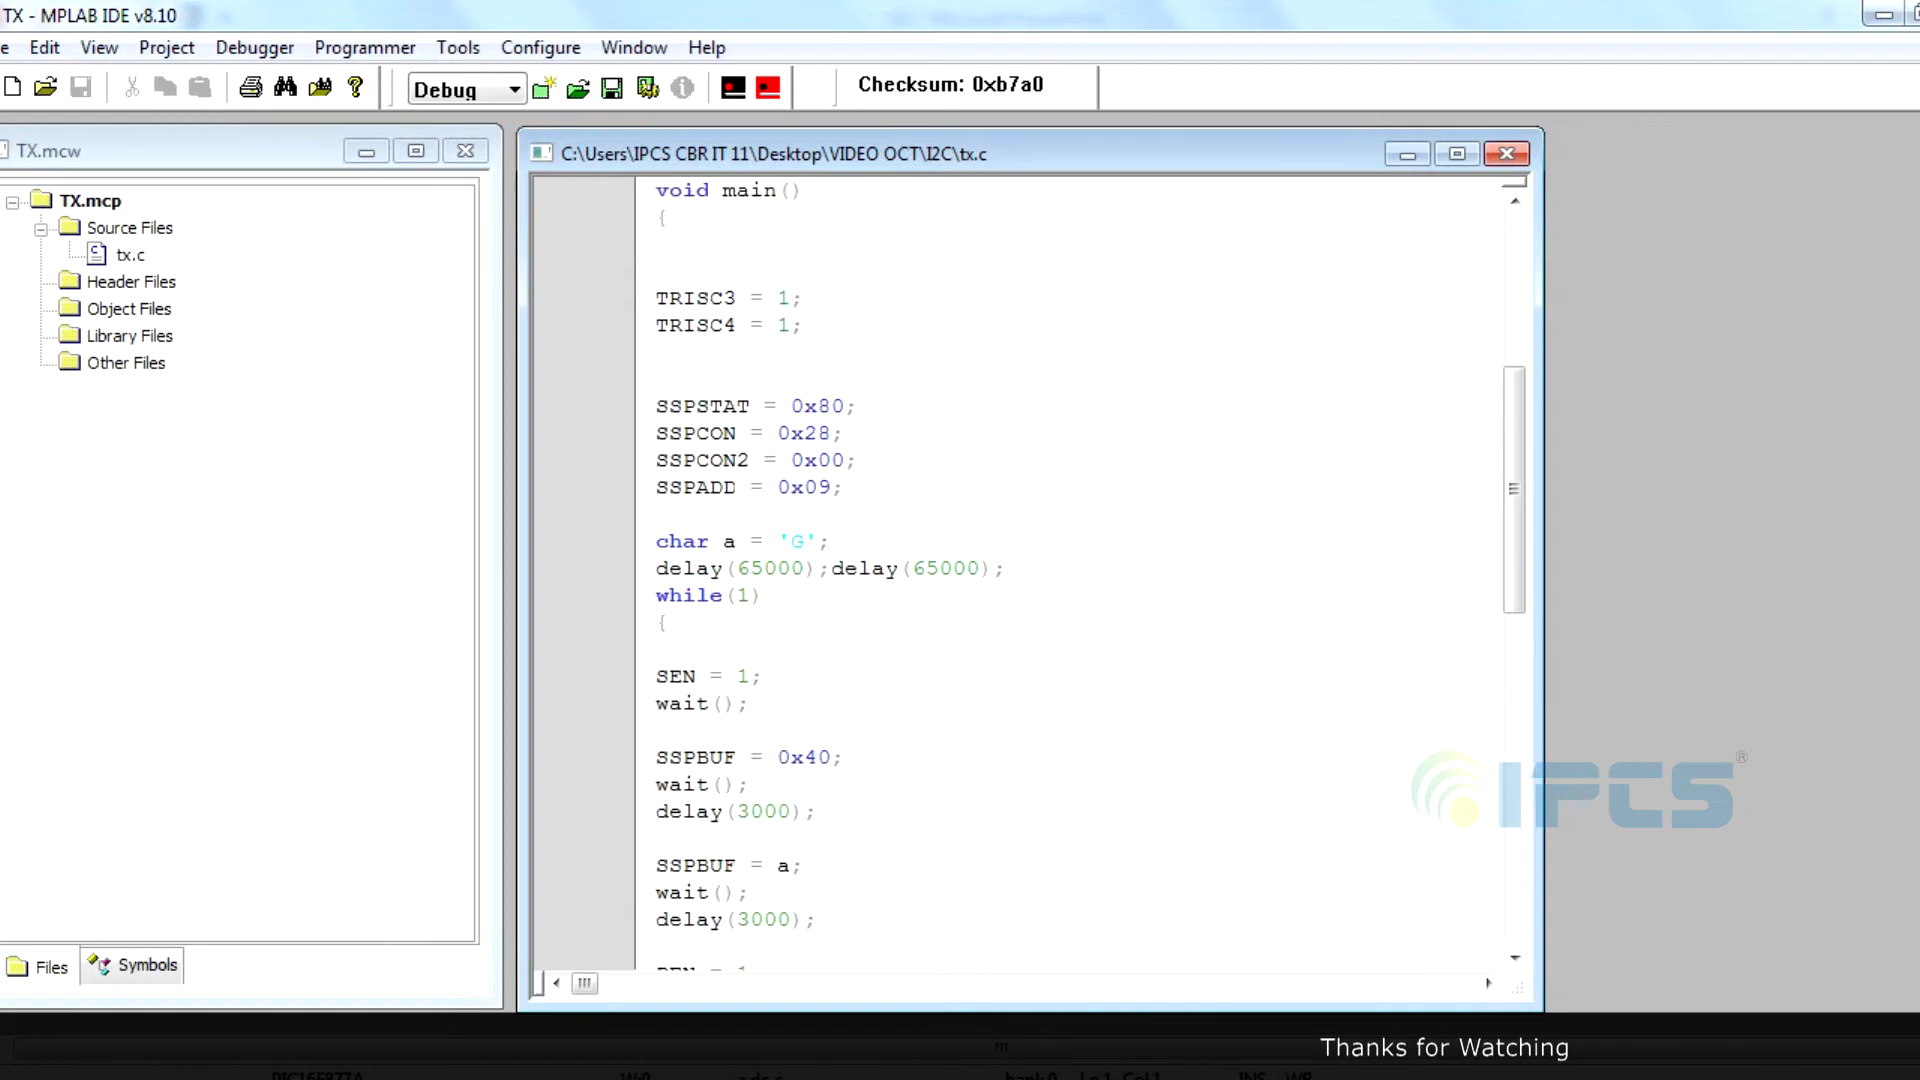 TX - MPLAB IDE v8.10
e Edit View Project Debugger Programmer Tools Configure Window Help
Debug
Checksum: 0xb7a0
TX.mcw
TX.mcp
Source Files
tx.c
Header Files
Object Files
Library Files
Other Files
Files
Symbols
C:\Users\IPCS CBR IT 11\Desktop\VIDEO OCT\I2C\tx.c
void main()
{
TRISC3 = 1;
TRISC4 = 1;
SSPSTAT = 0x80;
SSPCON = 0x28;
SSPCON2 = 0x00;
SSPADD = 0x09;
char a = 'G';
delay(65000);delay(65000);
while(1)
{
SEN = 1;
wait();
SSPBUF = 0x40;
wait();
delay(3000);
SSPBUF = a;
wait();
delay(3000);
IPCS®
Thanks for Watching